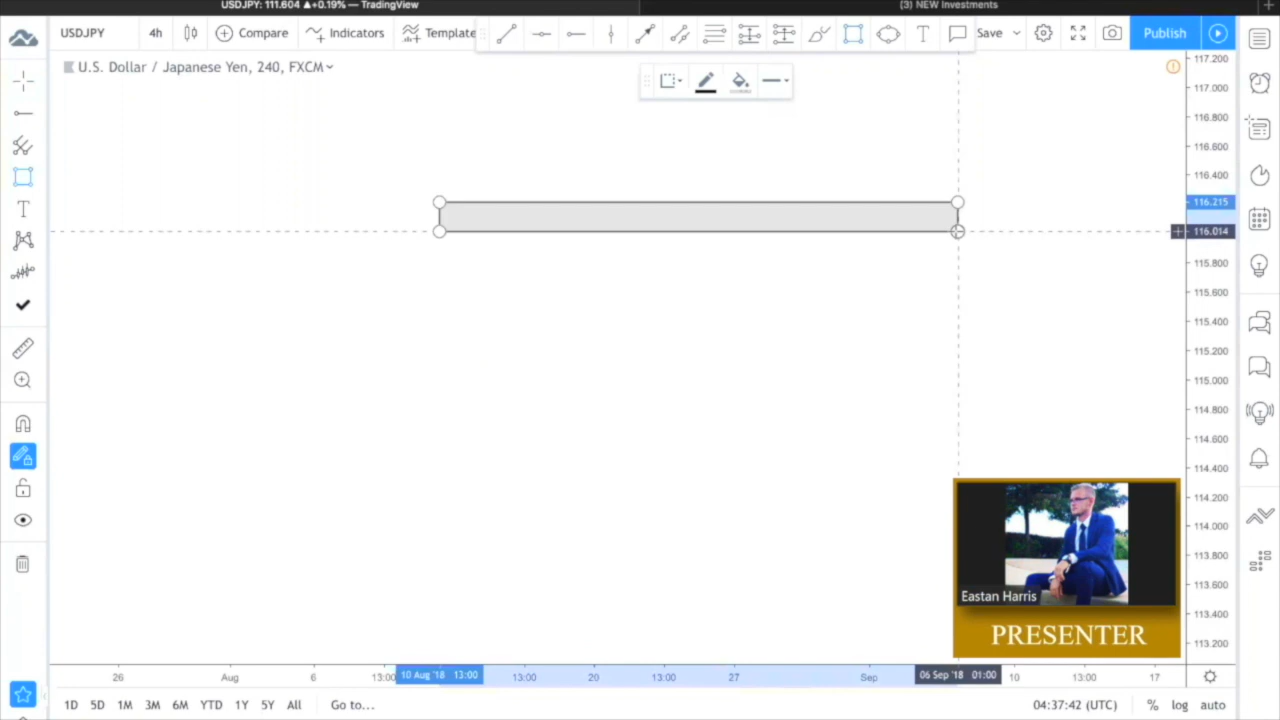 USDJPY: 111.604 ▲+0.19% — TradingView
(3) NEW Investments
USDJPY 4h Compare Indicators Template Save Publish
U.S. Dollar / Japanese Yen, 240, FXCM
117.200
117.000
116.800
116.600
116.400
116.215
116.014
115.800
115.600
115.400
115.200
115.000
114.800
114.600
114.400
114.200
114.000
113.800
113.600
113.400
113.200
Eastan Harris
PRESENTER
26 Aug 6 13:00 10 Aug '18 13:00 13:00 20 13:00 27 Sep 06 Sep '18 01:00 10 13:00 17
1D 5D 1M 3M 6M YTD 1Y 5Y All Go to... 04:37:42 (UTC) % log auto